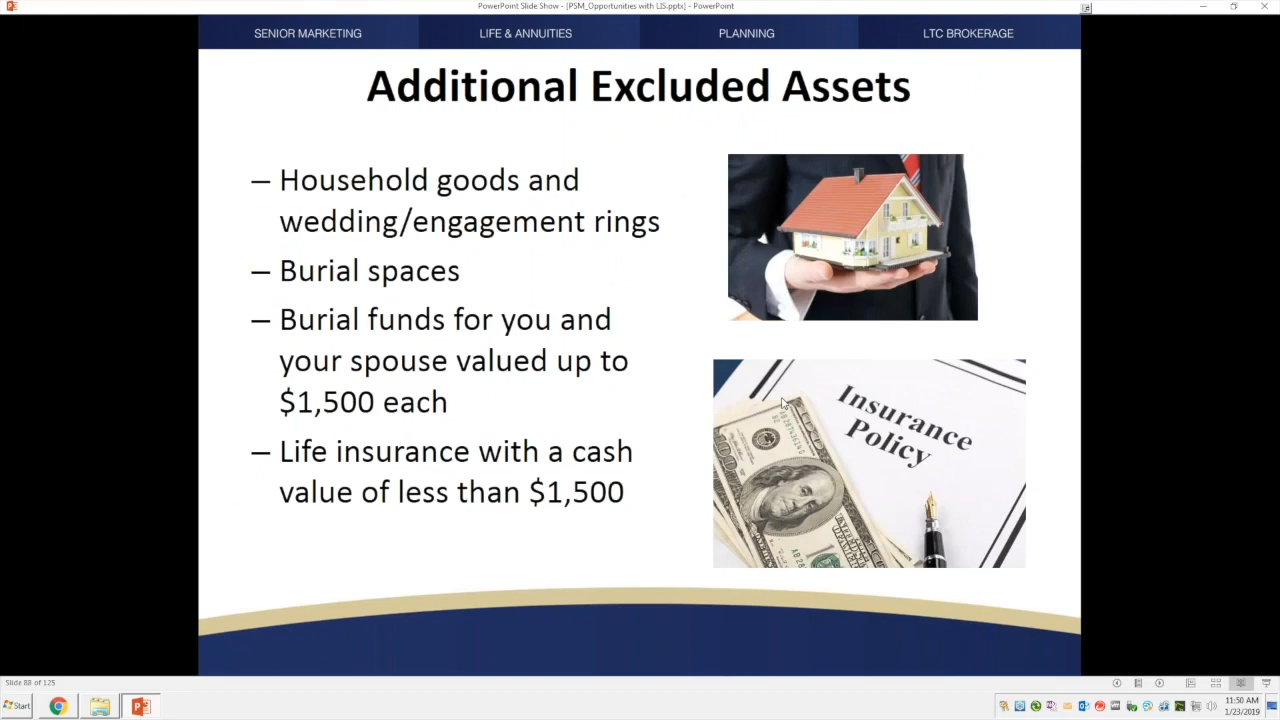 PowerPoint Slide Show - [PSM_Opportunities with LIS.pptx] - PowerPoint
SENIOR MARKETING
LIFE & ANNUITIES
PLANNING
LTC BROKERAGE
Additional Excluded Assets
– Household goods and
wedding/engagement rings
– Burial spaces
– Burial funds for you and
your spouse valued up to
$1,500 each
– Life insurance with a cash
value of less than $1,500
Insurance
Policy
100
Slide 88 of 125
Start
11:50 AM
1/23/2019